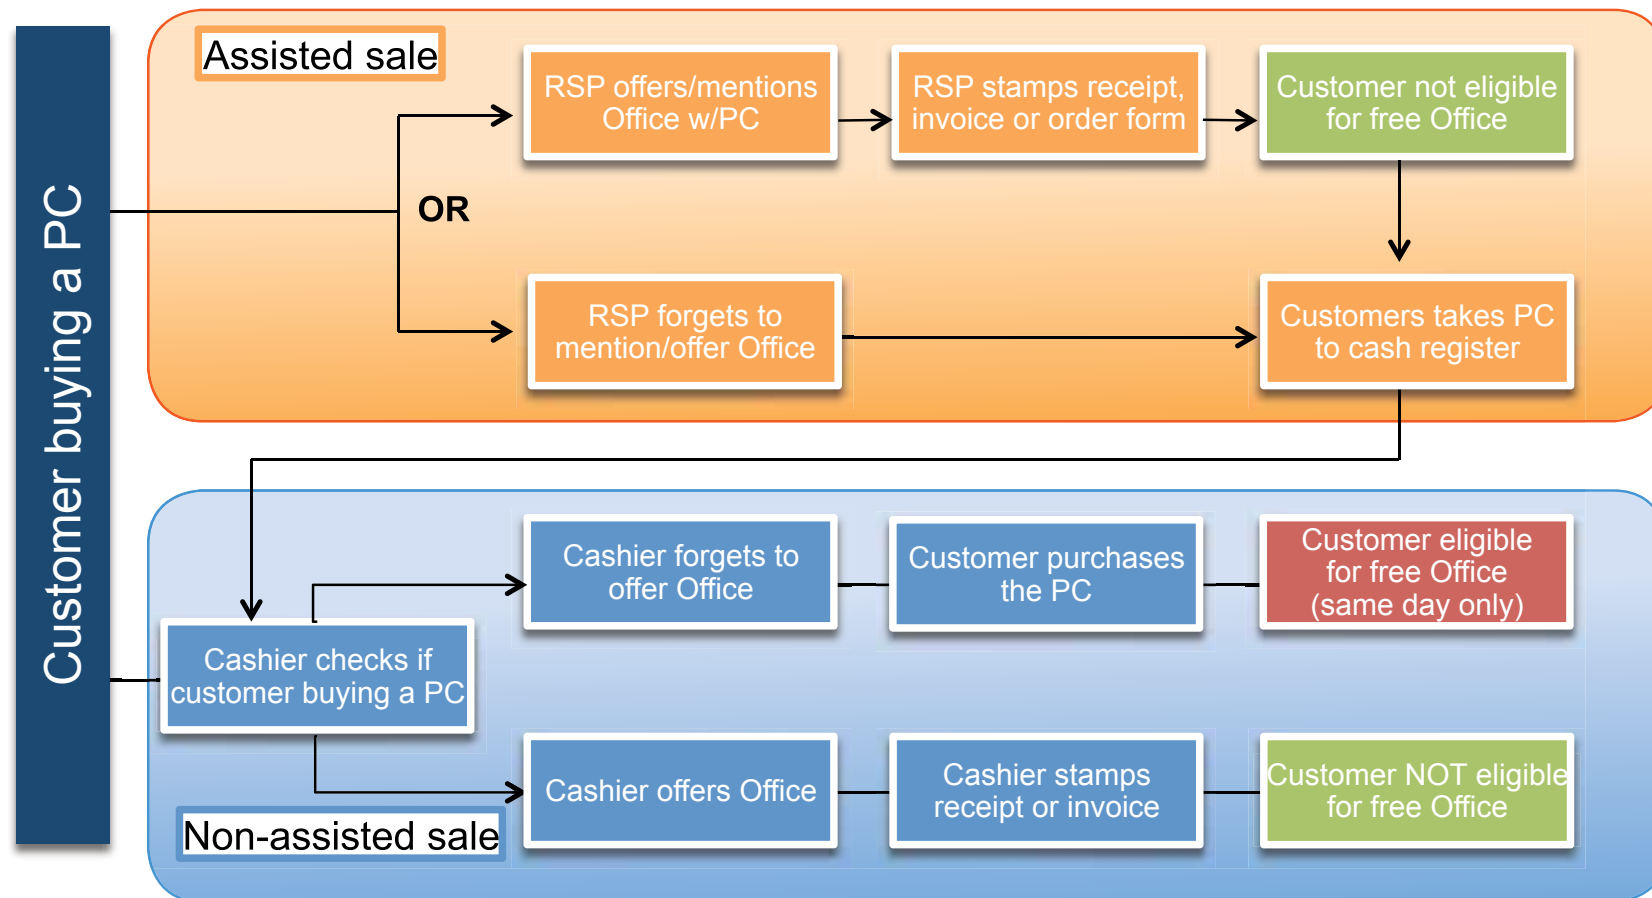 Customer buying a PC
Assisted sale
RSP offers/mentions
Office w/PC
RSP stamps receipt,
invoice or order form
Customer not eligible
for free Office
OR
RSP forgets to
mention/offer Office
Customers takes PC
to cash register
Cashier forgets to
offer Office
Customer purchases
the PC
Customer eligible
for free Office
(same day only)
Cashier checks if
customer buying a PC
Cashier offers Office
Cashier stamps
receipt or invoice
Customer NOT eligible
for free Office
Non-assisted sale